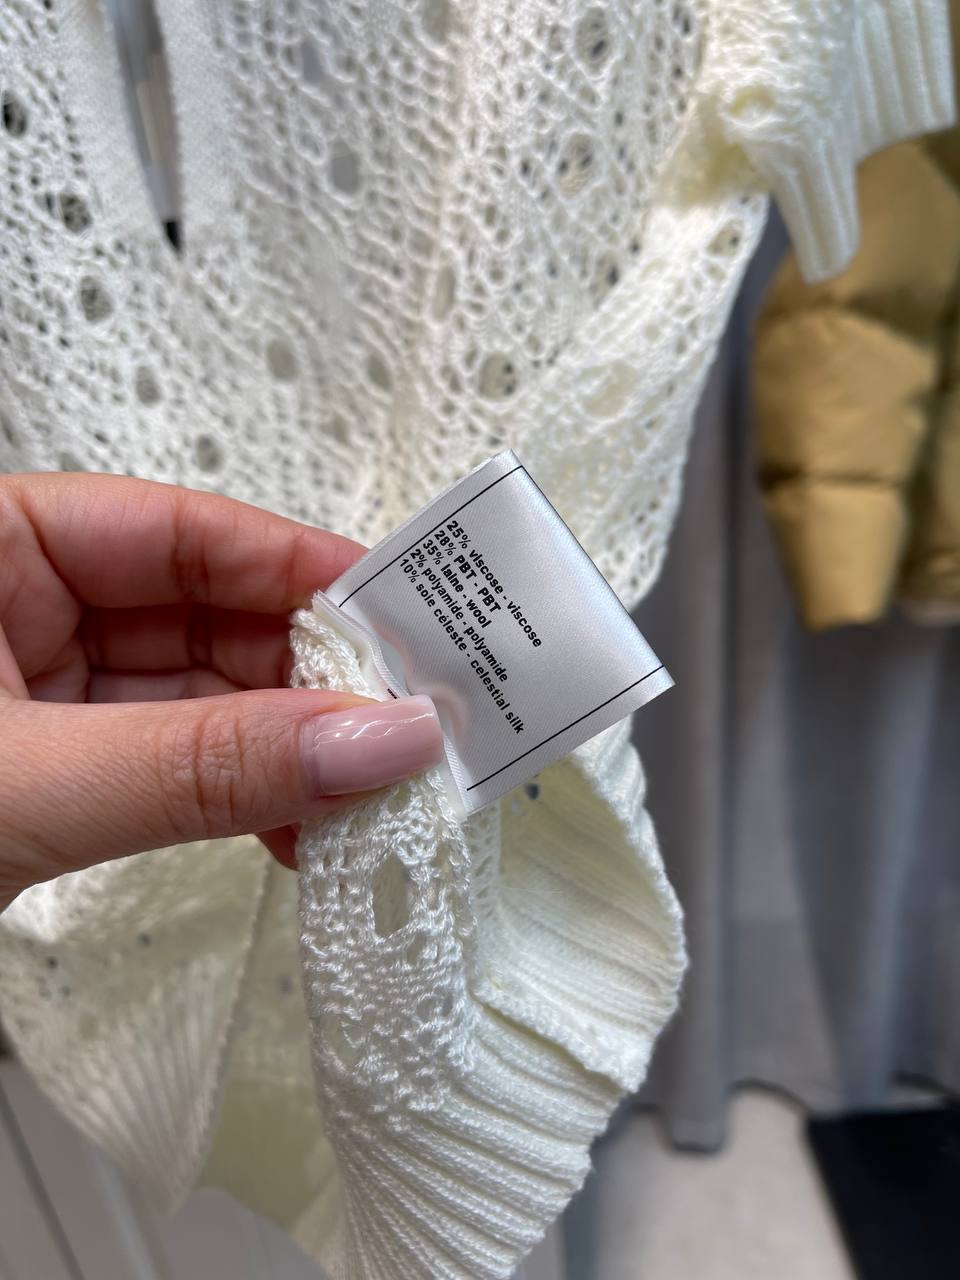 25% viscose - viscose
28% PBT - PBT
35% laine - wool
2% polyamide - polyamide
10% soie céleste - celestial silk